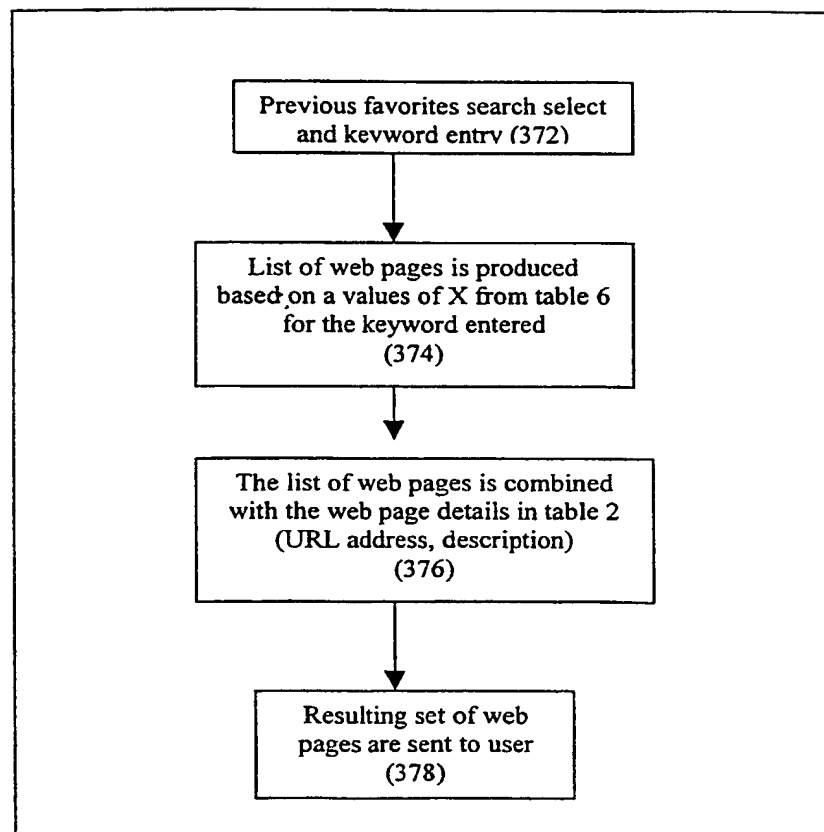 Previous favorites search select
and keyword entry (372)
List of web pages is produced
based on a values of X from table 6
for the keyword entered
(374)
The list of web pages is combined
with the web page details in table 2
(URL address, description)
(376)
Resulting set of web
pages are sent to user
(378)